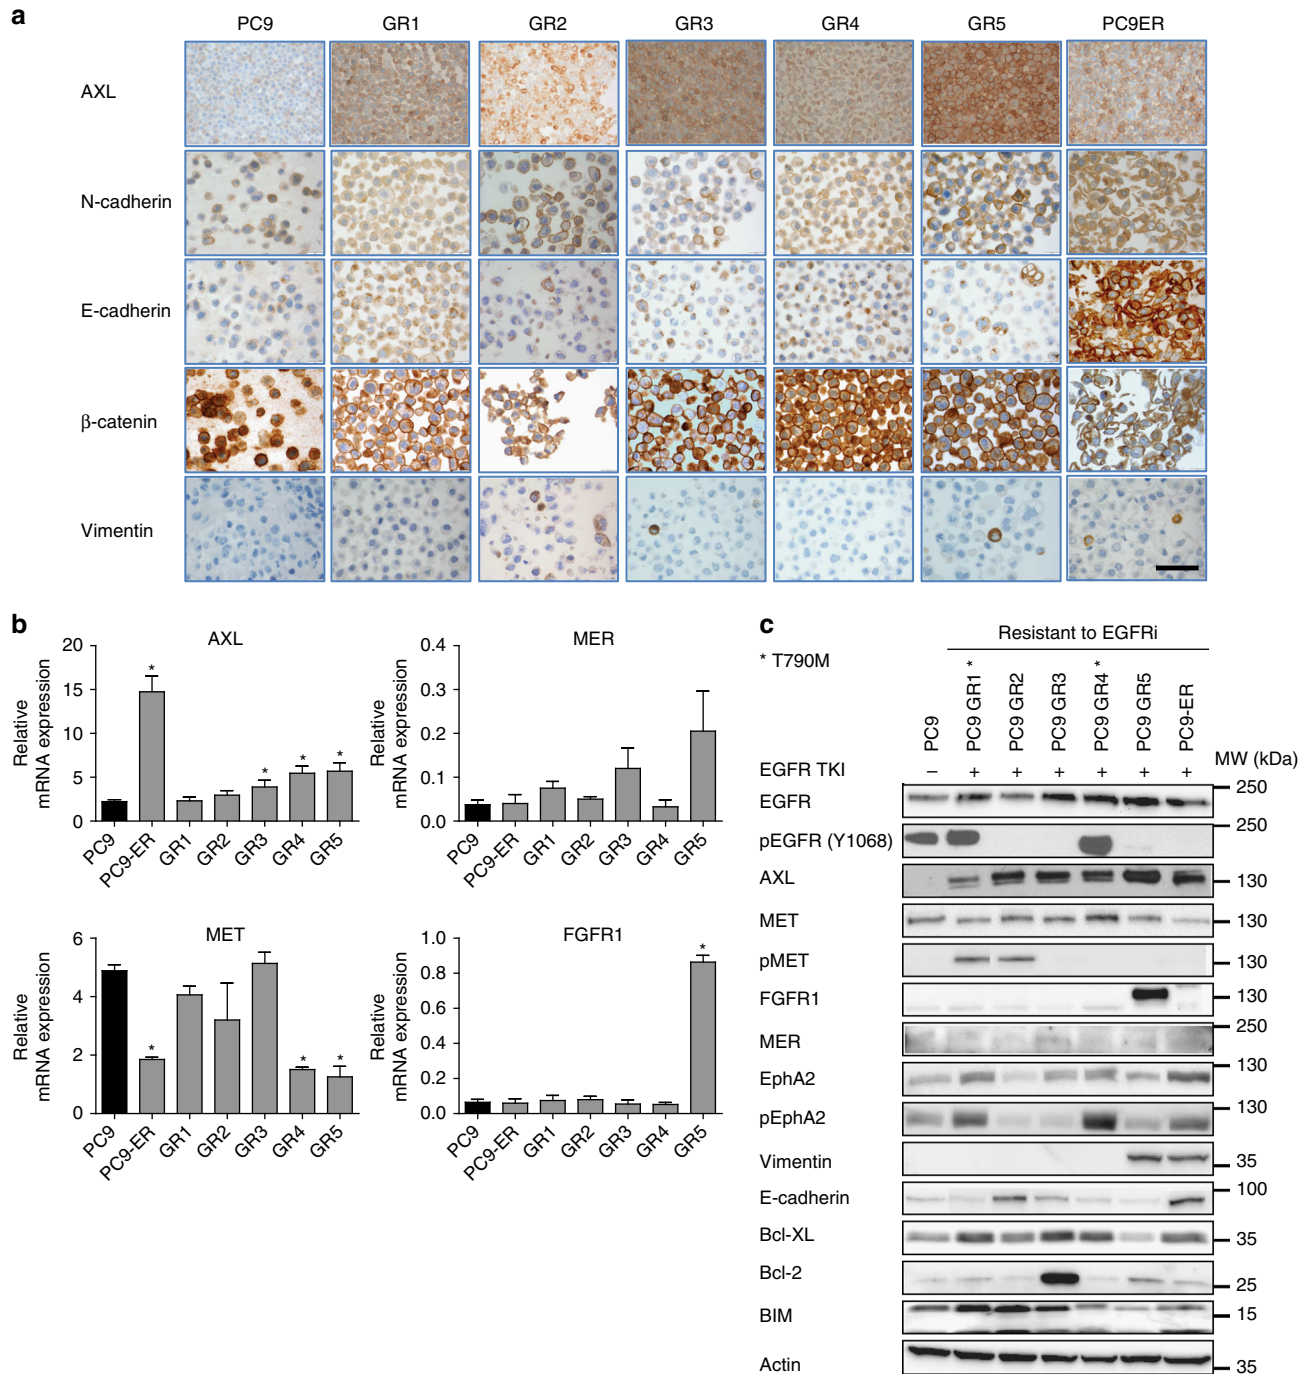 a
PC9 GR1 GR2 GR3 GR4 GR5 PC9ER
AXL
N-cadherin
E-cadherin
β-catenin
Vimentin
b
AXL
Relative
mRNA expression
20
15
10
5
0
*
*
*
*
PC9 PC9-ER GR1 GR2 GR3 GR4 GR5
MER
Relative
mRNA expression
0.4
0.3
0.2
0.1
0.0
PC9 PC9-ER GR1 GR2 GR3 GR4 GR5
MET
Relative
mRNA expression
6
4
2
0
*
*
*
PC9 PC9-ER GR1 GR2 GR3 GR4 GR5
FGFR1
Relative
mRNA expression
1.0
0.8
0.6
0.4
0.2
0.0
*
PC9 PC9-ER GR1 GR2 GR3 GR4 GR5
c
Resistant to EGFRi
* T790M
PC9 PC9 GR1 * PC9 GR2 PC9 GR3 PC9 GR4 * PC9 GR5 PC9-ER
MW (kDa)
EGFR TKI – + + + + + +
EGFR 250
pEGFR (Y1068) 250
AXL 130
MET 130
pMET 130
FGFR1 130
MER 250
EphA2 130
pEphA2 130
Vimentin 35
E-cadherin 100
Bcl-XL 35
Bcl-2 25
BIM 15
Actin 35